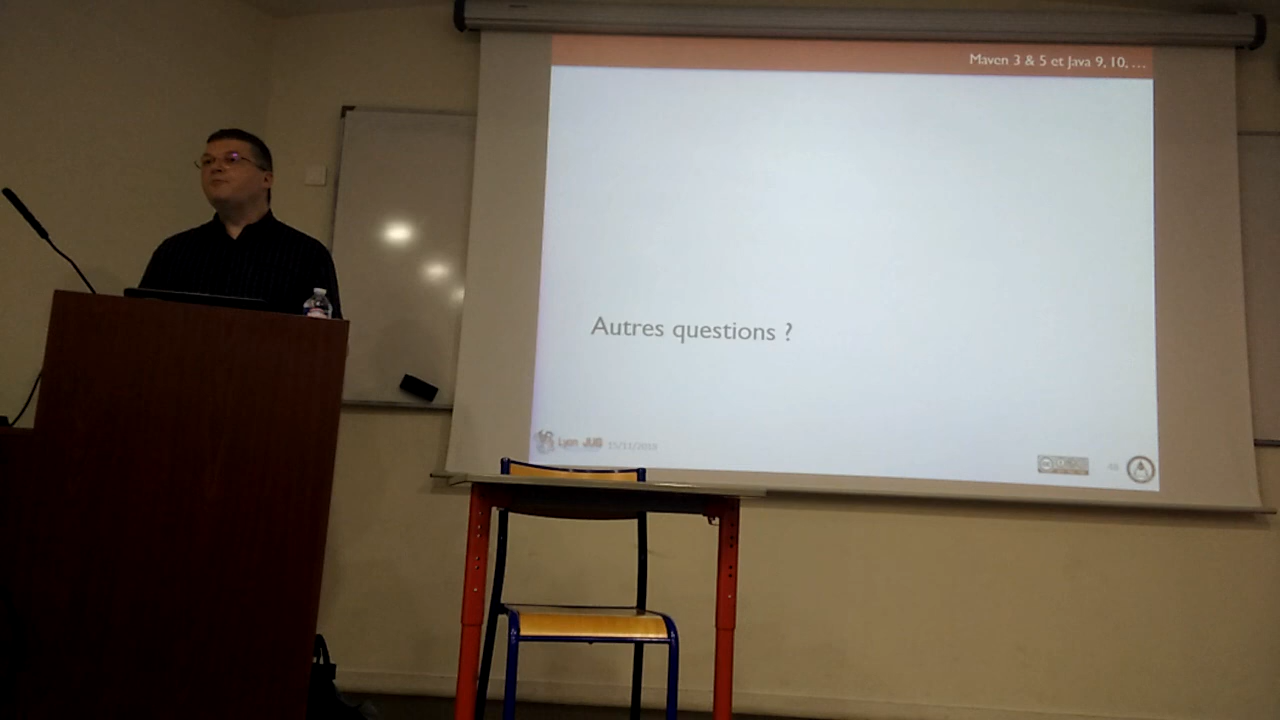 Maven 3 & 5 et Java 9, 10, …
Autres questions ?
Lyon JUG